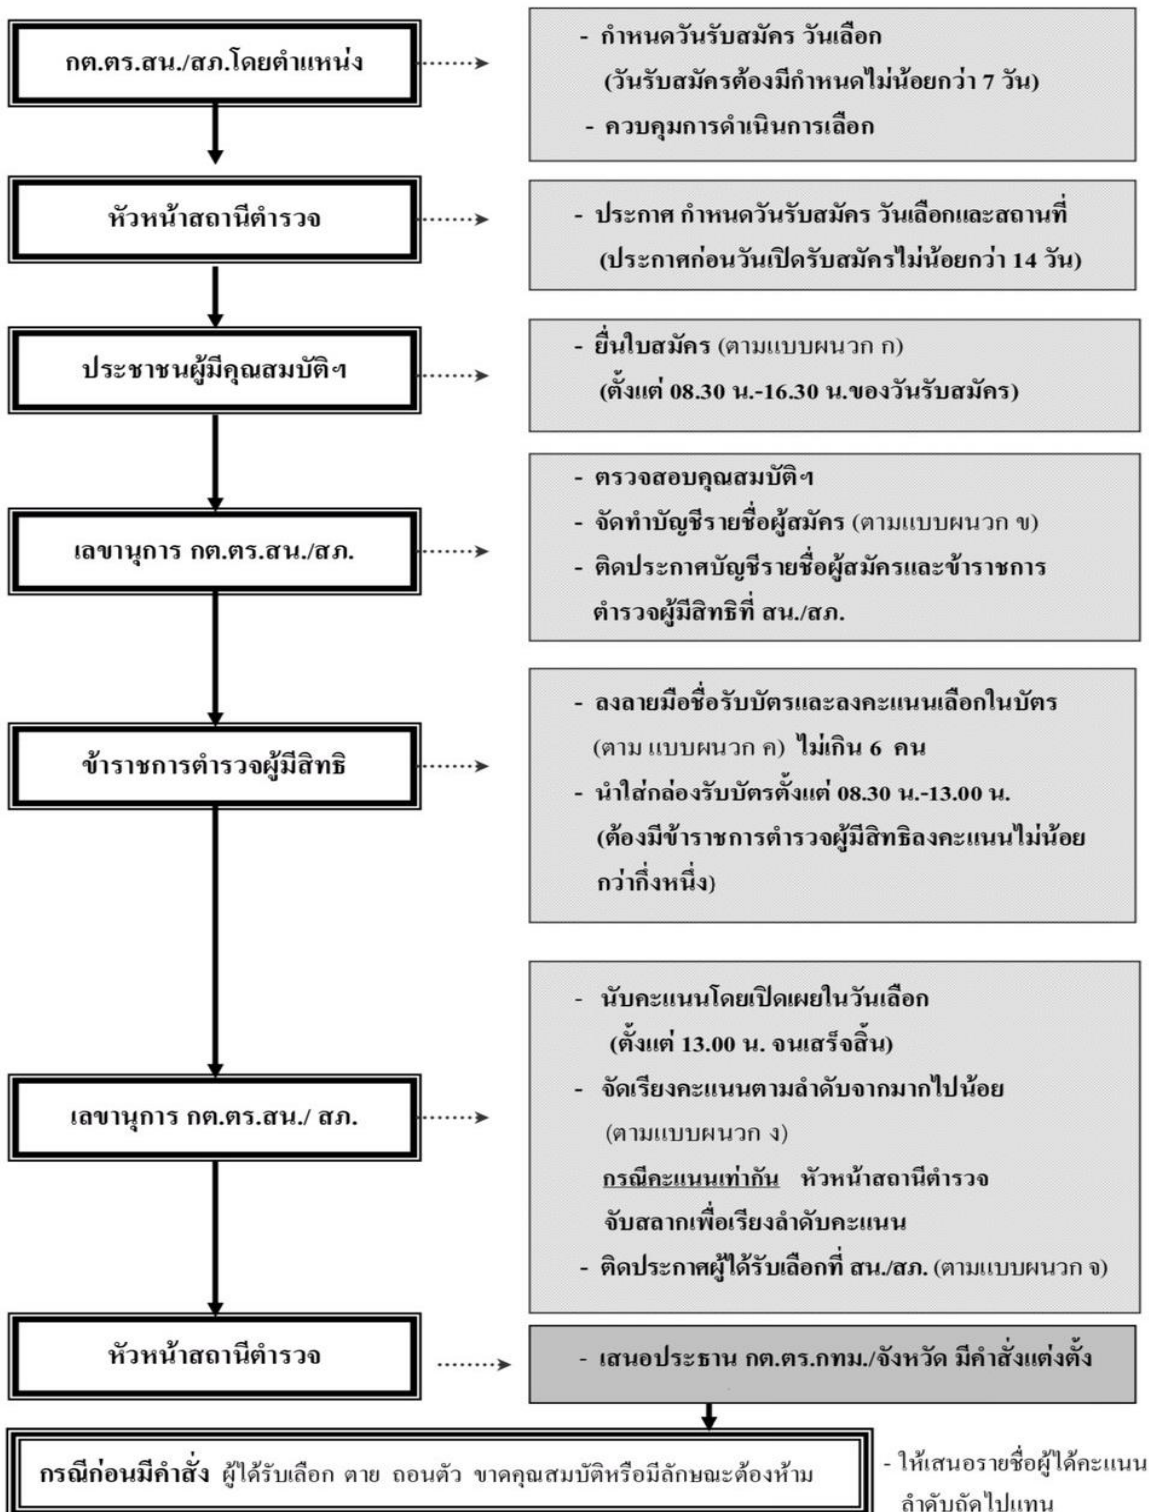 กต.ตร.สน./สภ.โดยตำแหน่ง
- กำหนดวันรับสมัคร วันเลือก
(วันรับสมัครต้องมีกำหนดไม่น้อยกว่า 7 วัน)
- ควบคุมการดำเนินการเลือก
หัวหน้าสถานีตำรวจ
- ประกาศ กำหนดวันรับสมัคร วันเลือกและสถานที่
(ประกาศก่อนวันเปิดรับสมัครไม่น้อยกว่า 14 วัน)
ประชาชนผู้มีคุณสมบัติฯ
- ยื่นใบสมัคร (ตามแบบผนวก ก)
(ตั้งแต่ 08.30 น.-16.30 น.ของวันรับสมัคร)
เลขานุการ กต.ตร.สน./สภ.
- ตรวจสอบคุณสมบัติฯ
- จัดทำบัญชีรายชื่อผู้สมัคร (ตามแบบผนวก ข)
- ติดประกาศบัญชีรายชื่อผู้สมัครและข้าราชการ
ตำรวจผู้มีสิทธิที่ สน./สภ.
ข้าราชการตำรวจผู้มีสิทธิ
- ลงลายมือชื่อรับบัตรและลงคะแนนเลือกในบัตร
(ตาม แบบผนวก ค) ไม่เกิน 6 คน
- นำใส่กล่องรับบัตรตั้งแต่ 08.30 น.-13.00 น.
(ต้องมีข้าราชการตำรวจผู้มีสิทธิลงคะแนนไม่น้อย
กว่ากึ่งหนึ่ง)
เลขานุการ กต.ตร.สน./ สภ.
- นับคะแนนโดยเปิดเผยในวันเลือก
(ตั้งแต่ 13.00 น. จนเสร็จสิ้น)
- จัดเรียงคะแนนตามลำดับจากมากไปน้อย
(ตามแบบผนวก ง)
กรณีคะแนนเท่ากัน หัวหน้าสถานีตำรวจ
จับสลากเพื่อเรียงลำดับคะแนน
- ติดประกาศผู้ได้รับเลือกที่ สน./สภ. (ตามแบบผนวก จ)
หัวหน้าสถานีตำรวจ
- เสนอประธาน กต.ตร.กทม./จังหวัด มีคำสั่งแต่งตั้ง
กรณีก่อนมีคำสั่ง ผู้ได้รับเลือก ตาย ถอนตัว ขาดคุณสมบัติหรือมีลักษณะต้องห้าม
- ให้เสนอรายชื่อผู้ได้คะแนน
ลำดับถัดไปแทน